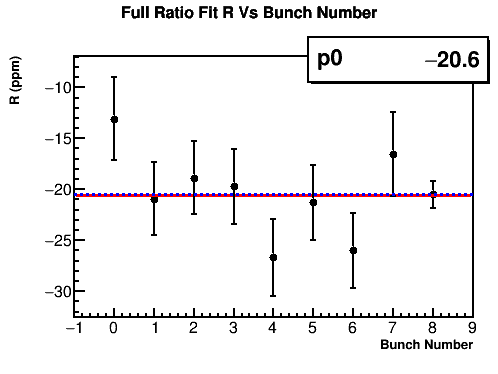 Full Ratio Fit R Vs Bunch Number
p0 −20.6
R (ppm)
−10
−15
−20
−25
−30
−1 0 1 2 3 4 5 6 7 8 9
Bunch Number